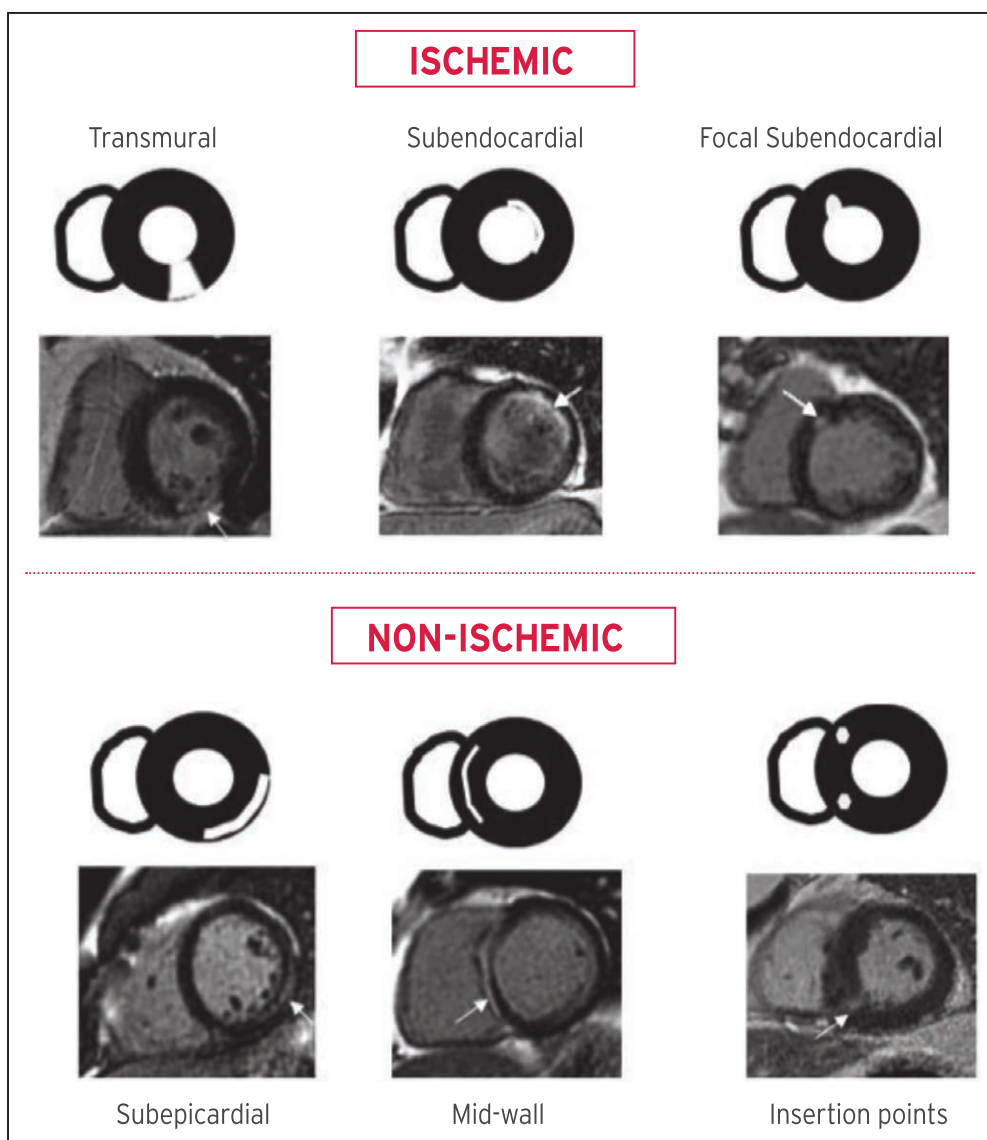 ISCHEMIC
Transmural
Subendocardial
Focal Subendocardial
NON-ISCHEMIC
Subepicardial
Mid-wall
Insertion points